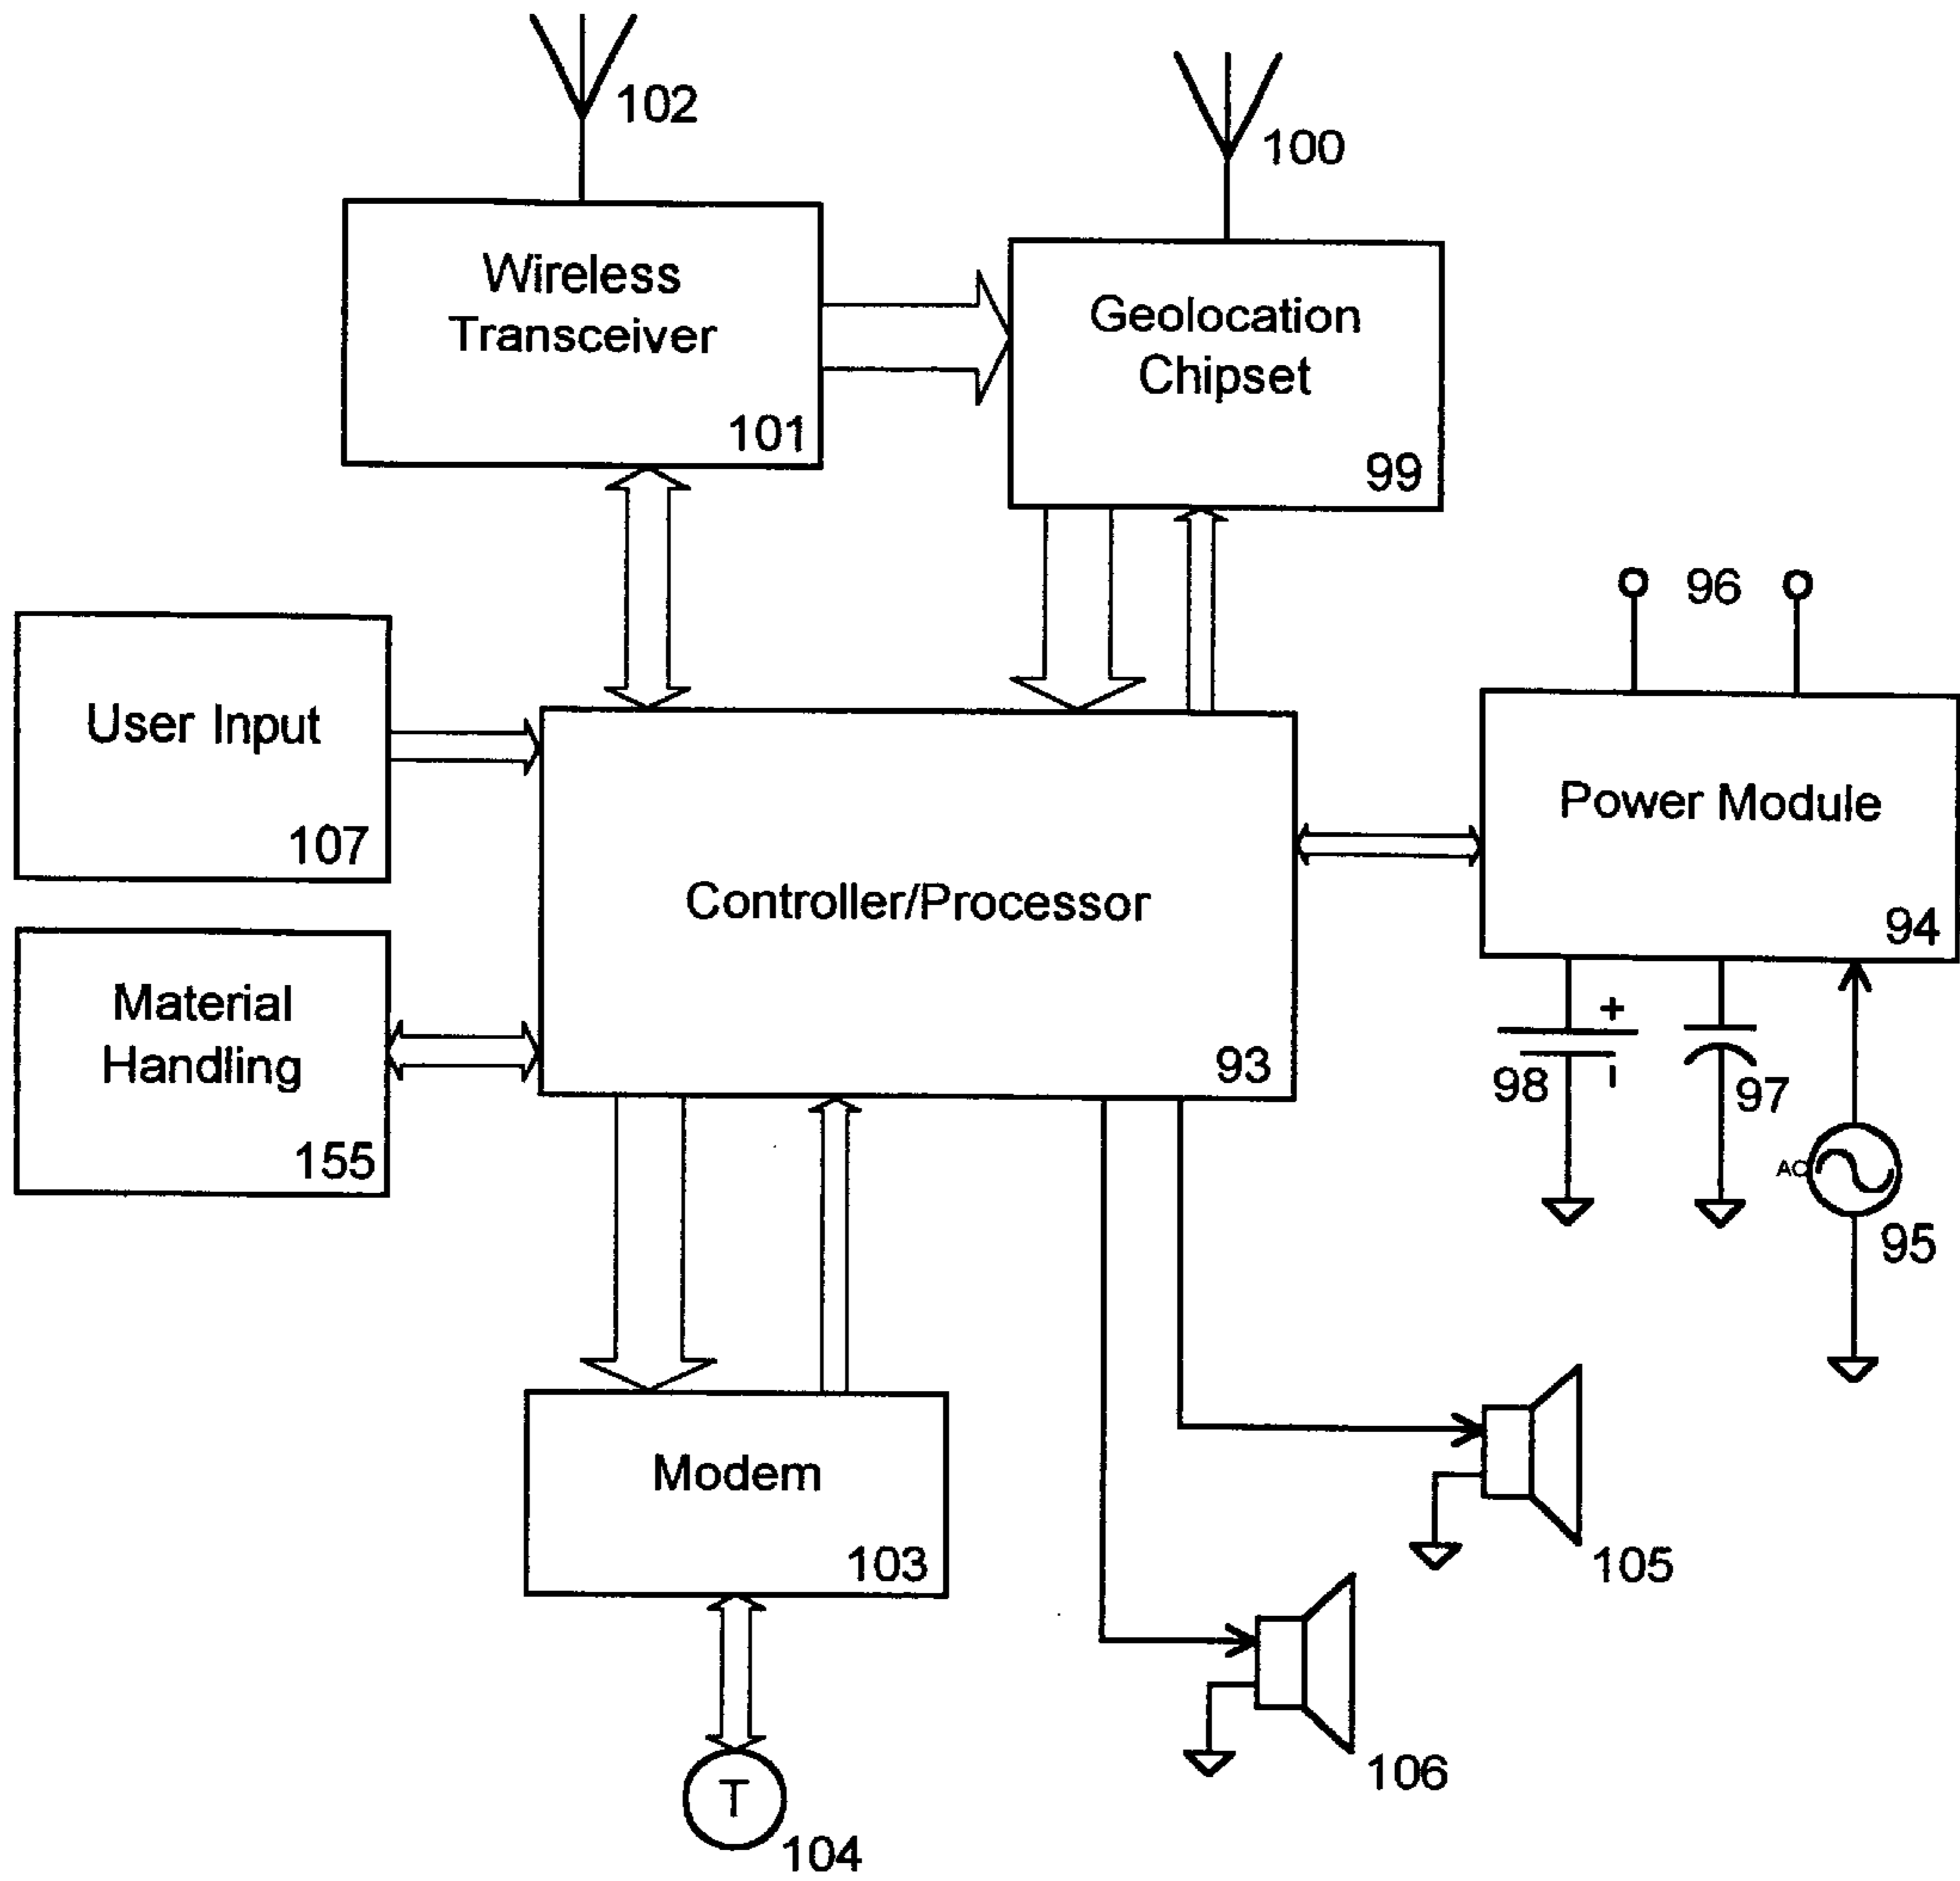 102
100
Wireless
Transceiver
101
Geolocation
Chipset
99
96
User Input
107
Power Module
94
Controller/Processor
93
Material
Handling
155
+
-
98
97
AC
95
Modem
103
105
106
T
104